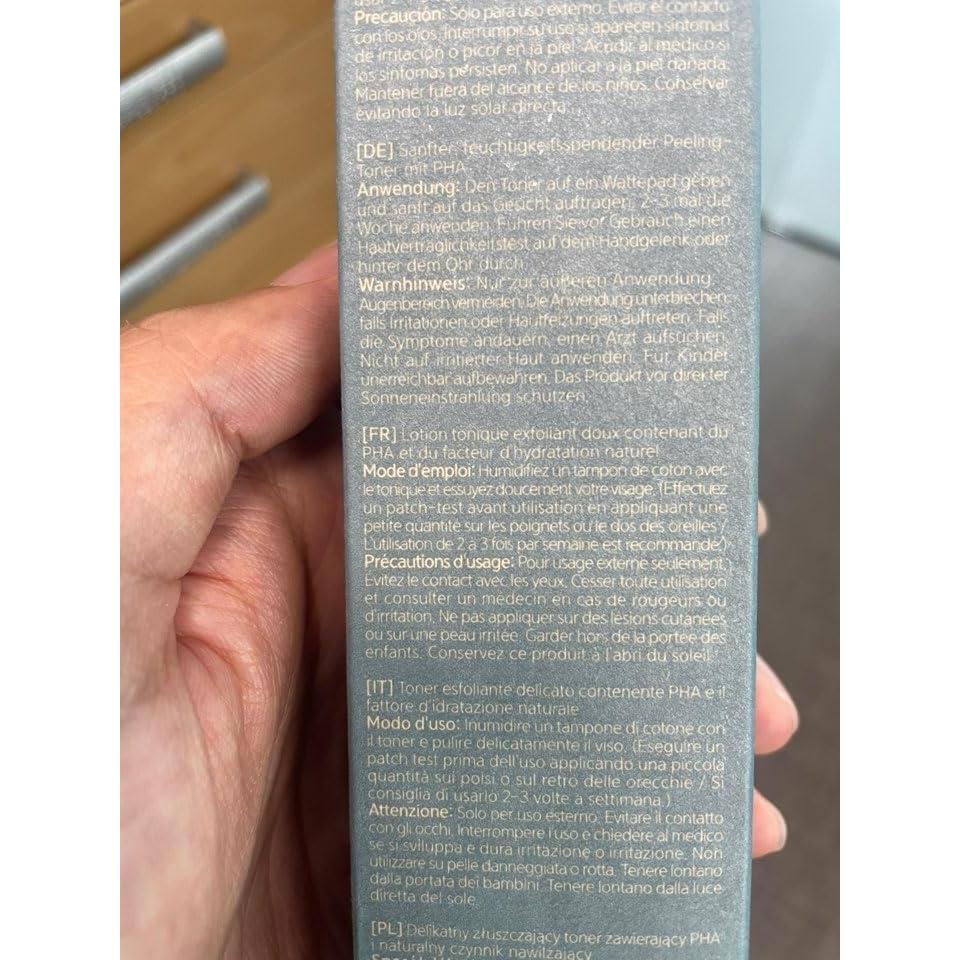 Precaución: Sólo para uso externo. Evitar el contacto
con los ojos. Interrumpir su uso si aparecen síntomas
de irritación o picor en la piel. Acudir al médico si
los síntomas persisten. No aplicar a la piel dañada.
Mantener fuera del alcance de los niños. Conservar
evitando la luz solar directa.
[DE] Sanfter, feuchtigkeitsspendender Peeling-
Toner mit PHA
Anwendung: Den Toner auf ein Wattepad geben
und sanft auf das Gesicht auftragen, 2-3 mal die
Woche anwenden. Führen Sie vor Gebrauch einen
Hautverträglichkeitstest auf dem Handgelenk oder
hinter dem Ohr durch.
Warnhinweis: Nur zur äußeren Anwendung.
Augenbereich vermeiden. Die Anwendung unterbrechen,
falls Irritationen oder Hautreizungen auftreten. Falls
die Symptome andauern, einen Arzt aufsuchen.
Nicht auf irritierter Haut anwenden. Für Kinder
unerreichbar aufbewahren. Das Produkt vor direkter
Sonneneinstrahlung schützen.
[FR] Lotion tonique exfoliant doux contenant du
PHA et du facteur d'hydratation naturel
Mode d'emploi: Humidifiez un tampon de coton avec
le tonique et essuyez doucement votre visage. (Effectuez
un patch-test avant utilisation en appliquant une
petite quantité sur les poignets ou le dos des oreilles /
L'utilisation de 2 à 3 fois par semaine est recommandé.)
Précautions d'usage: Pour usage externe seulement.
Évitez le contact avec les yeux. Cesser toute utilisation
et consulter un médecin en cas de rougeurs ou
d'irritation. Ne pas appliquer sur des lésions cutanées
ou sur une peau irritée. Garder hors de la portée des
enfants. Conservez ce produit à l'abri du soleil.
[IT] Toner esfoliante delicato contenente PHA e il
fattore d'idratazione naturale
Modo d'uso: Inumidire un tampone di cotone con
il toner e pulire delicatamente il viso. (Eseguire un
patch test prima dell'uso applicando una piccola
quantità sui polsi o sul retro delle orecchie / Si
consiglia di usarlo 2-3 volte a settimana.)
Attenzione: Solo per uso esterno. Evitare il contatto
con gli occhi. Interrompere l'uso e chiedere al medico
se si sviluppa e dura irritazione o irritazione. Non
utilizzare su pelle danneggiata o rotta. Tenere lontano
dalla portata dei bambini. Tenere lontano dalla luce
diretta del sole.
[PL] Delikatny złuszczający toner zawierający PHA
i naturalny czynnik nawilżający